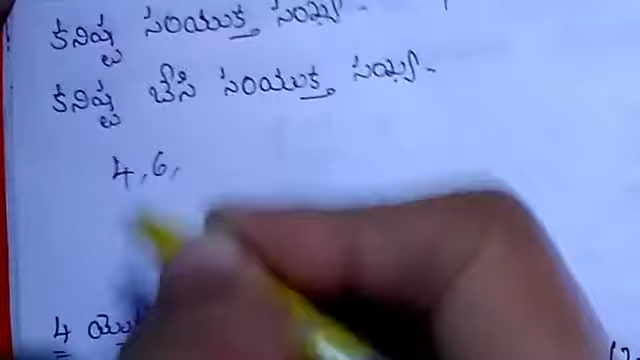 ಕನಿಷ್ಟ ಸಂಯುಕ್ತ ಸಂಖ್ಯೆ -
ಕನಿಷ್ಟ ಬೆಸಿ ಸಂಯುಕ್ತ ಸಂಖ್ಯೆ -
4, 6,
4